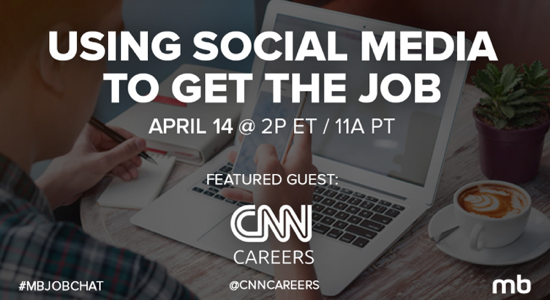 USING SOCIAL MEDIA
TO GET THE JOB
APRIL 14 @ 2P ET / 11A PT
FEATURED GUEST:
CNN
CAREERS
#MBJOBCHAT
@CNNCAREERS
mb